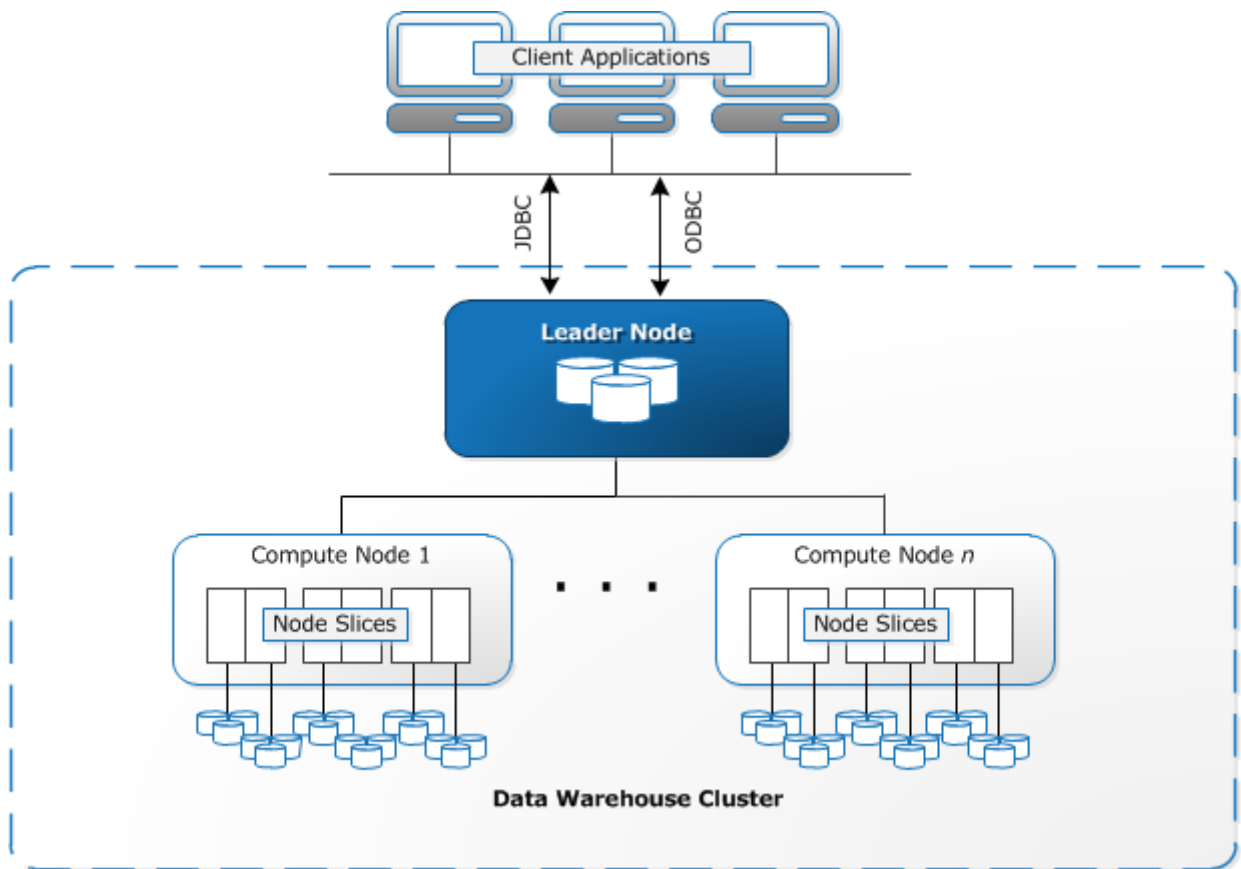 Client Applications
JDBC
ODBC
Leader Node
Compute Node 1
Node Slices
. . .
Compute Node n
Node Slices
Data Warehouse Cluster